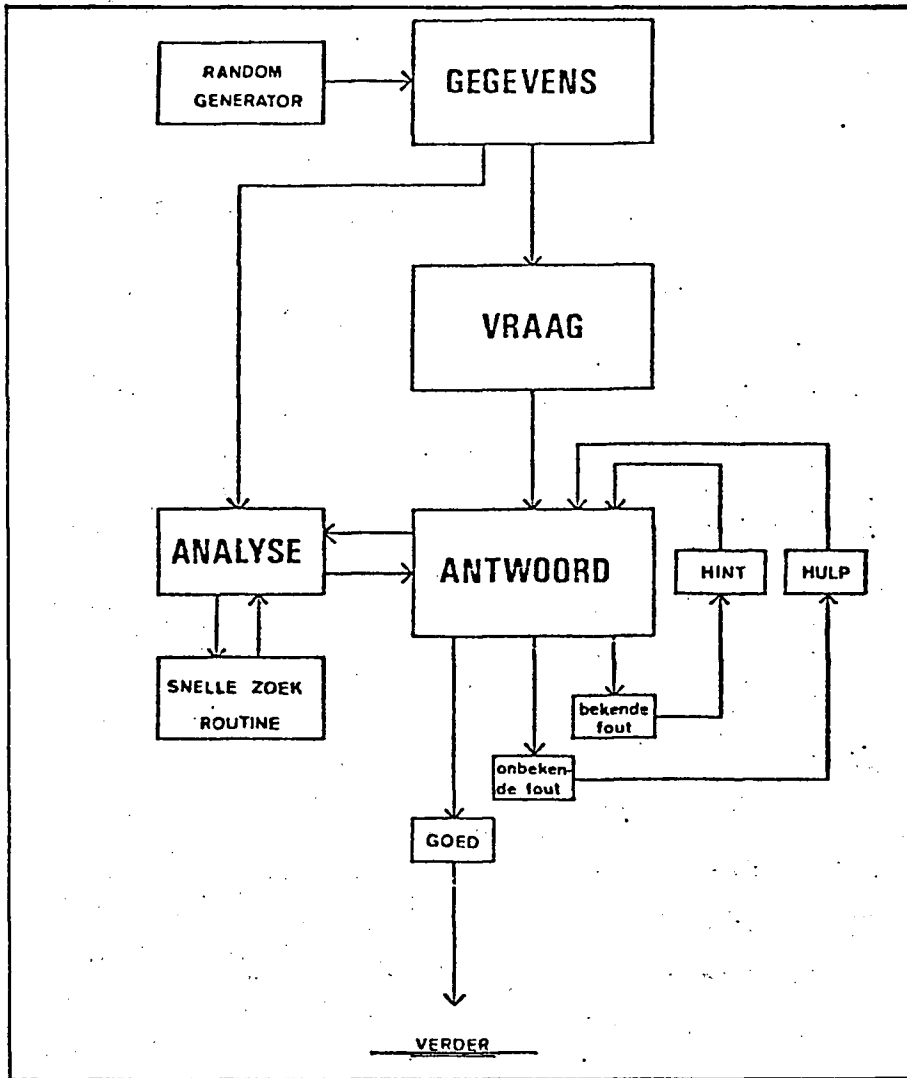 RANDOM
GENERATOR
GEGEVENS
VRAAG
ANALYSE
ANTWOORD
HINT
HULP
SNELLE ZOEK
ROUTINE
bekende
fout
onbeken-
de fout
GOED
VERDER